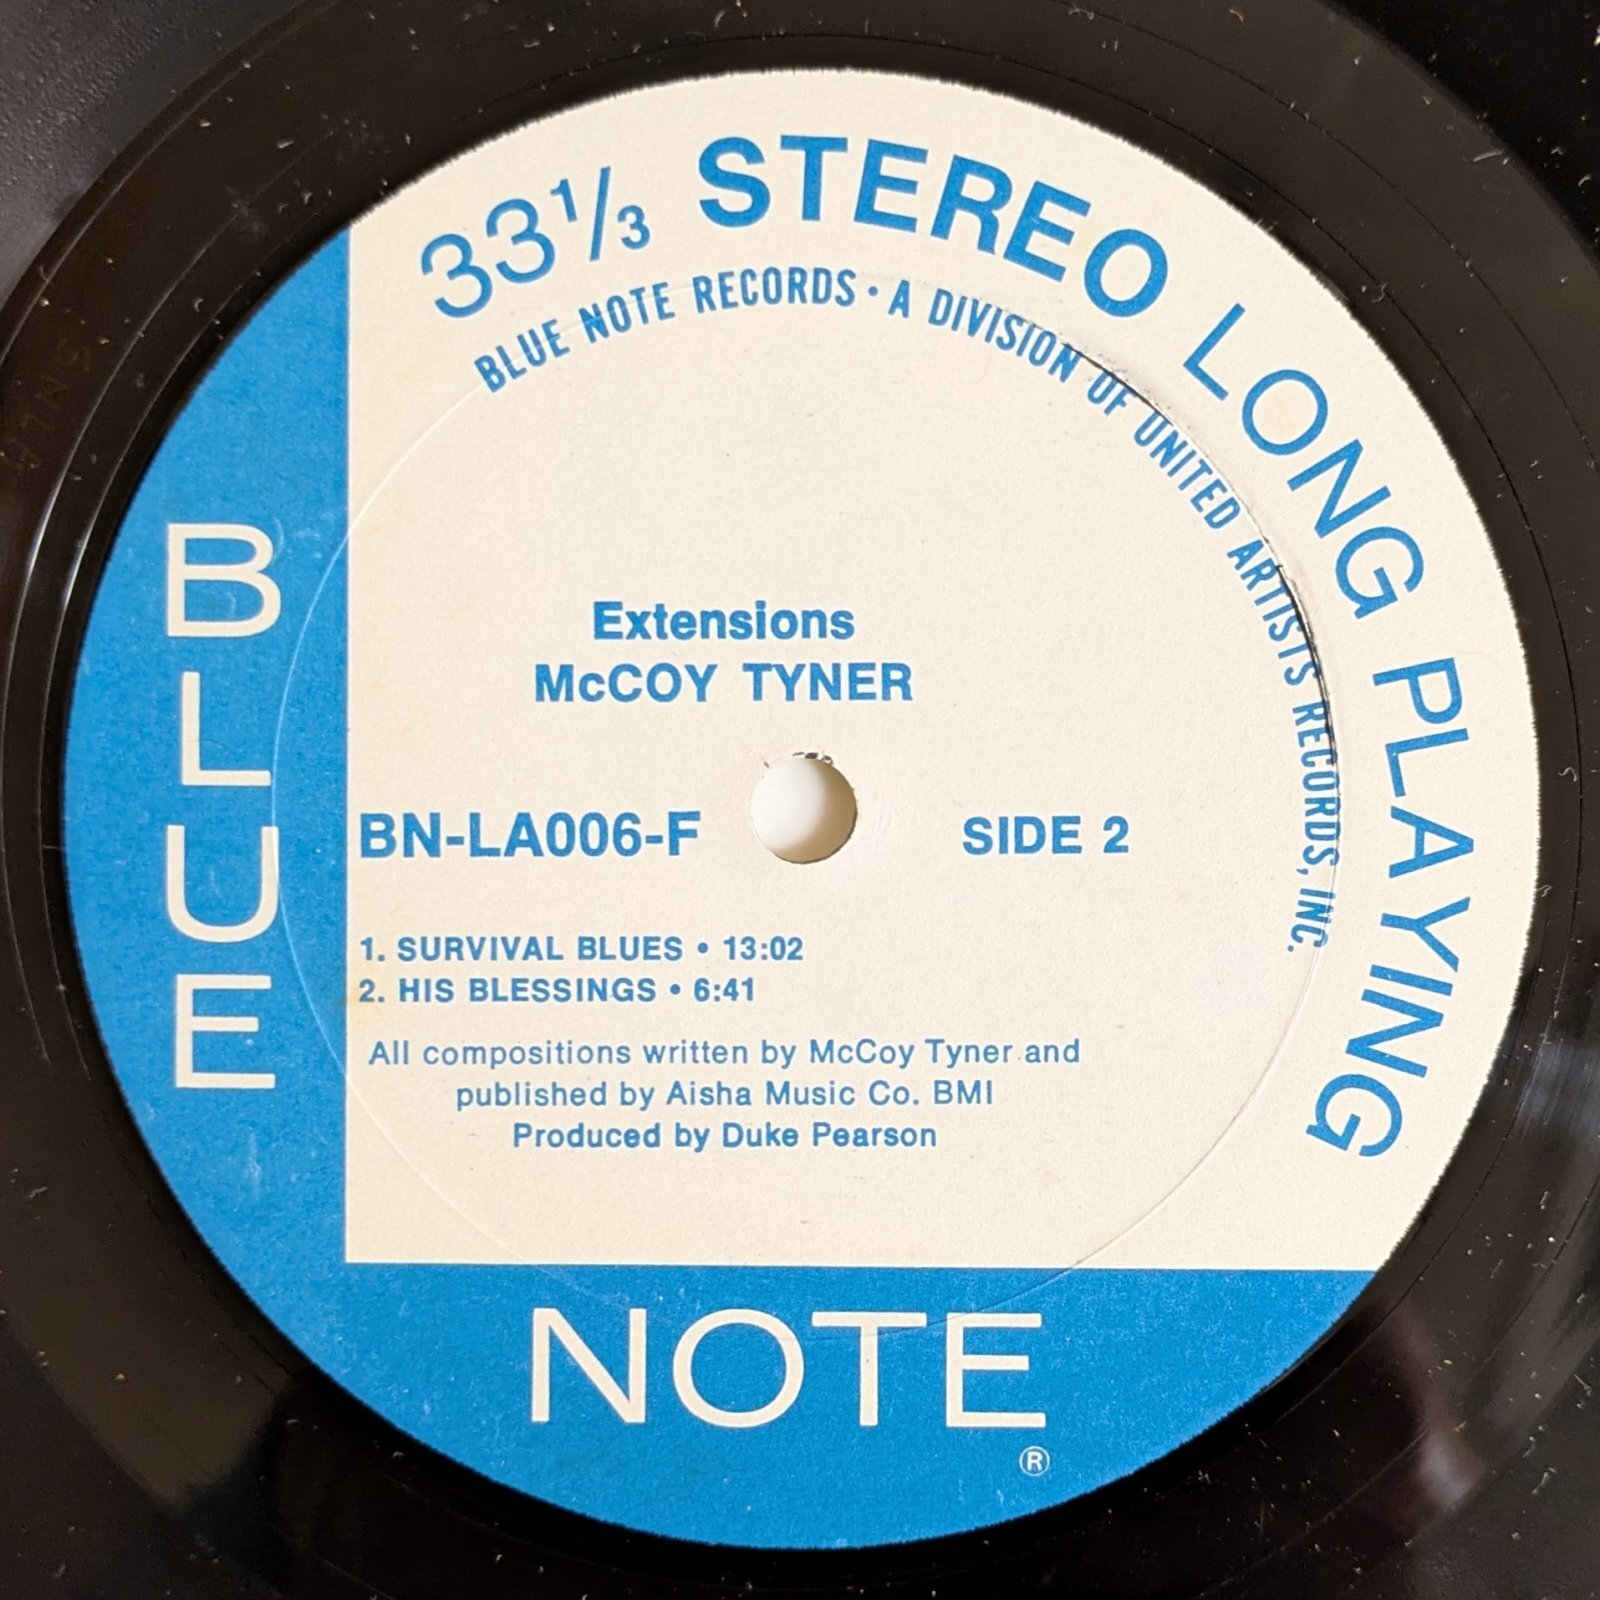 33⅓ STEREO LONG PLAYING
BLUE NOTE RECORDS · A DIVISION OF UNITED ARTISTS RECORDS, INC.
Extensions
McCOY TYNER
BN-LA006-F
SIDE 2
1. SURVIVAL BLUES • 13:02
2. HIS BLESSINGS • 6:41
All compositions written by McCoy Tyner and
published by Aisha Music Co. BMI
Produced by Duke Pearson
BLUE
NOTE
®